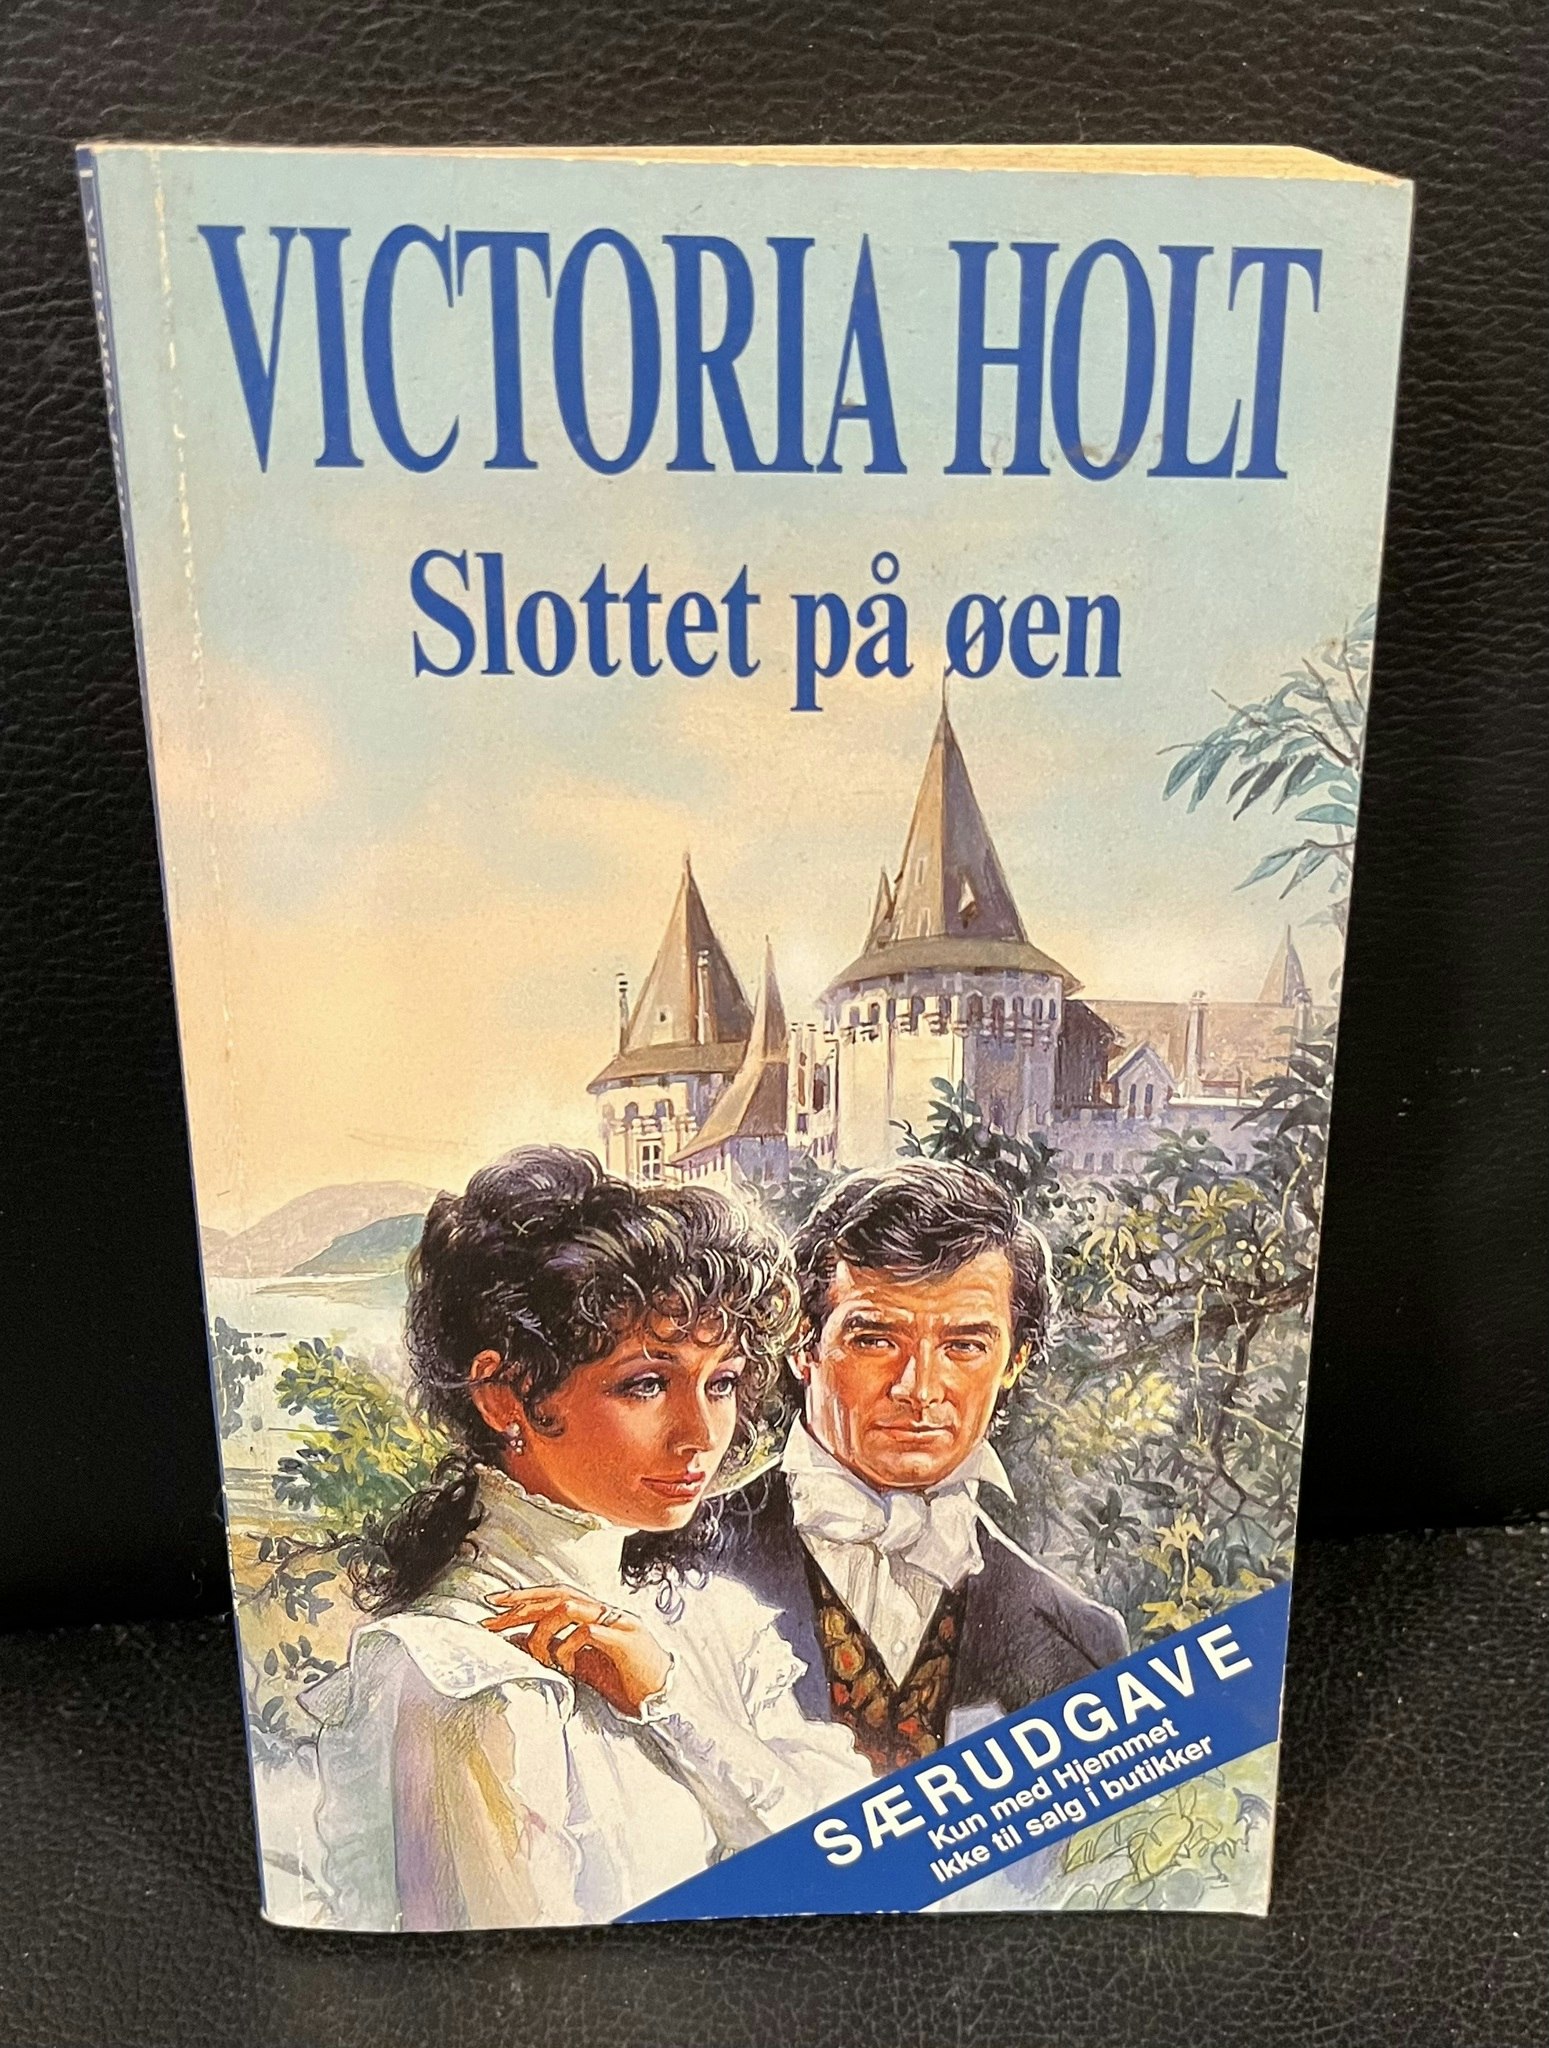 VICTORIA HOLT
Slottet på øen
SÆRUDGAVE
Kun med Hjemmet
Ikke til salg i butikker